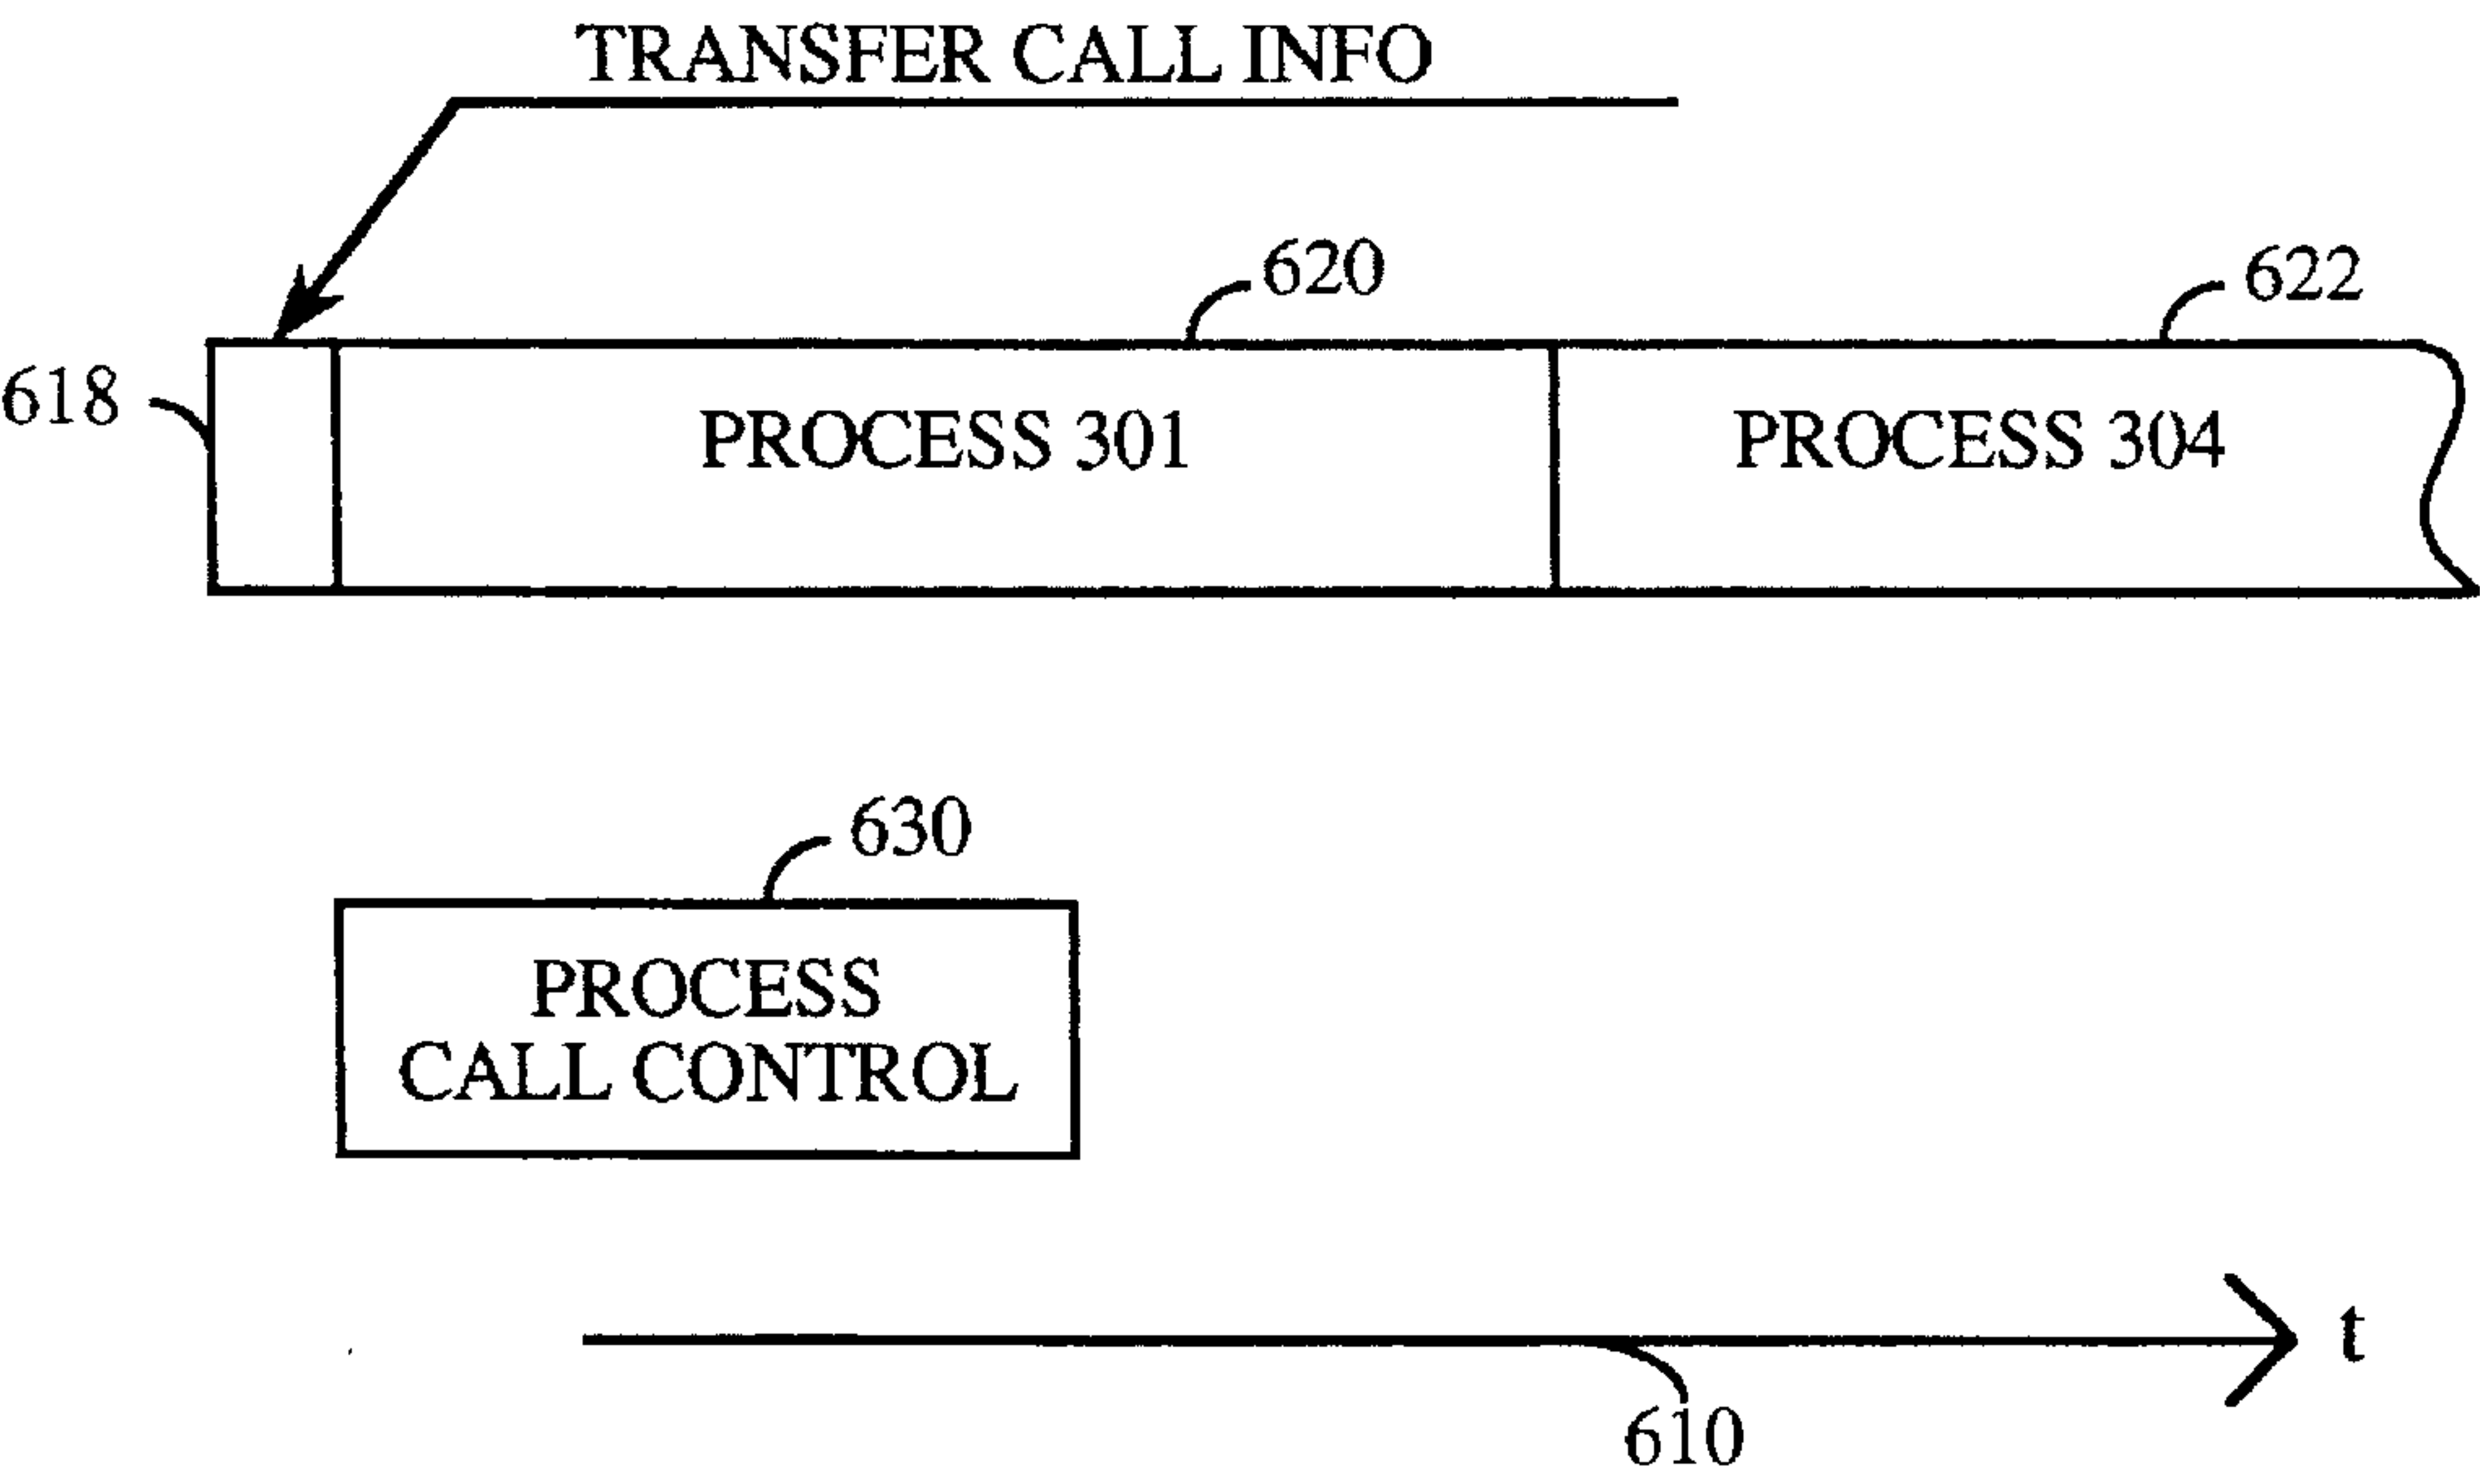 TRANSFER CALL INFO
620
622
618
PROCESS 301
PROCESS 304
630
PROCESS
CALL CONTROL
t
610